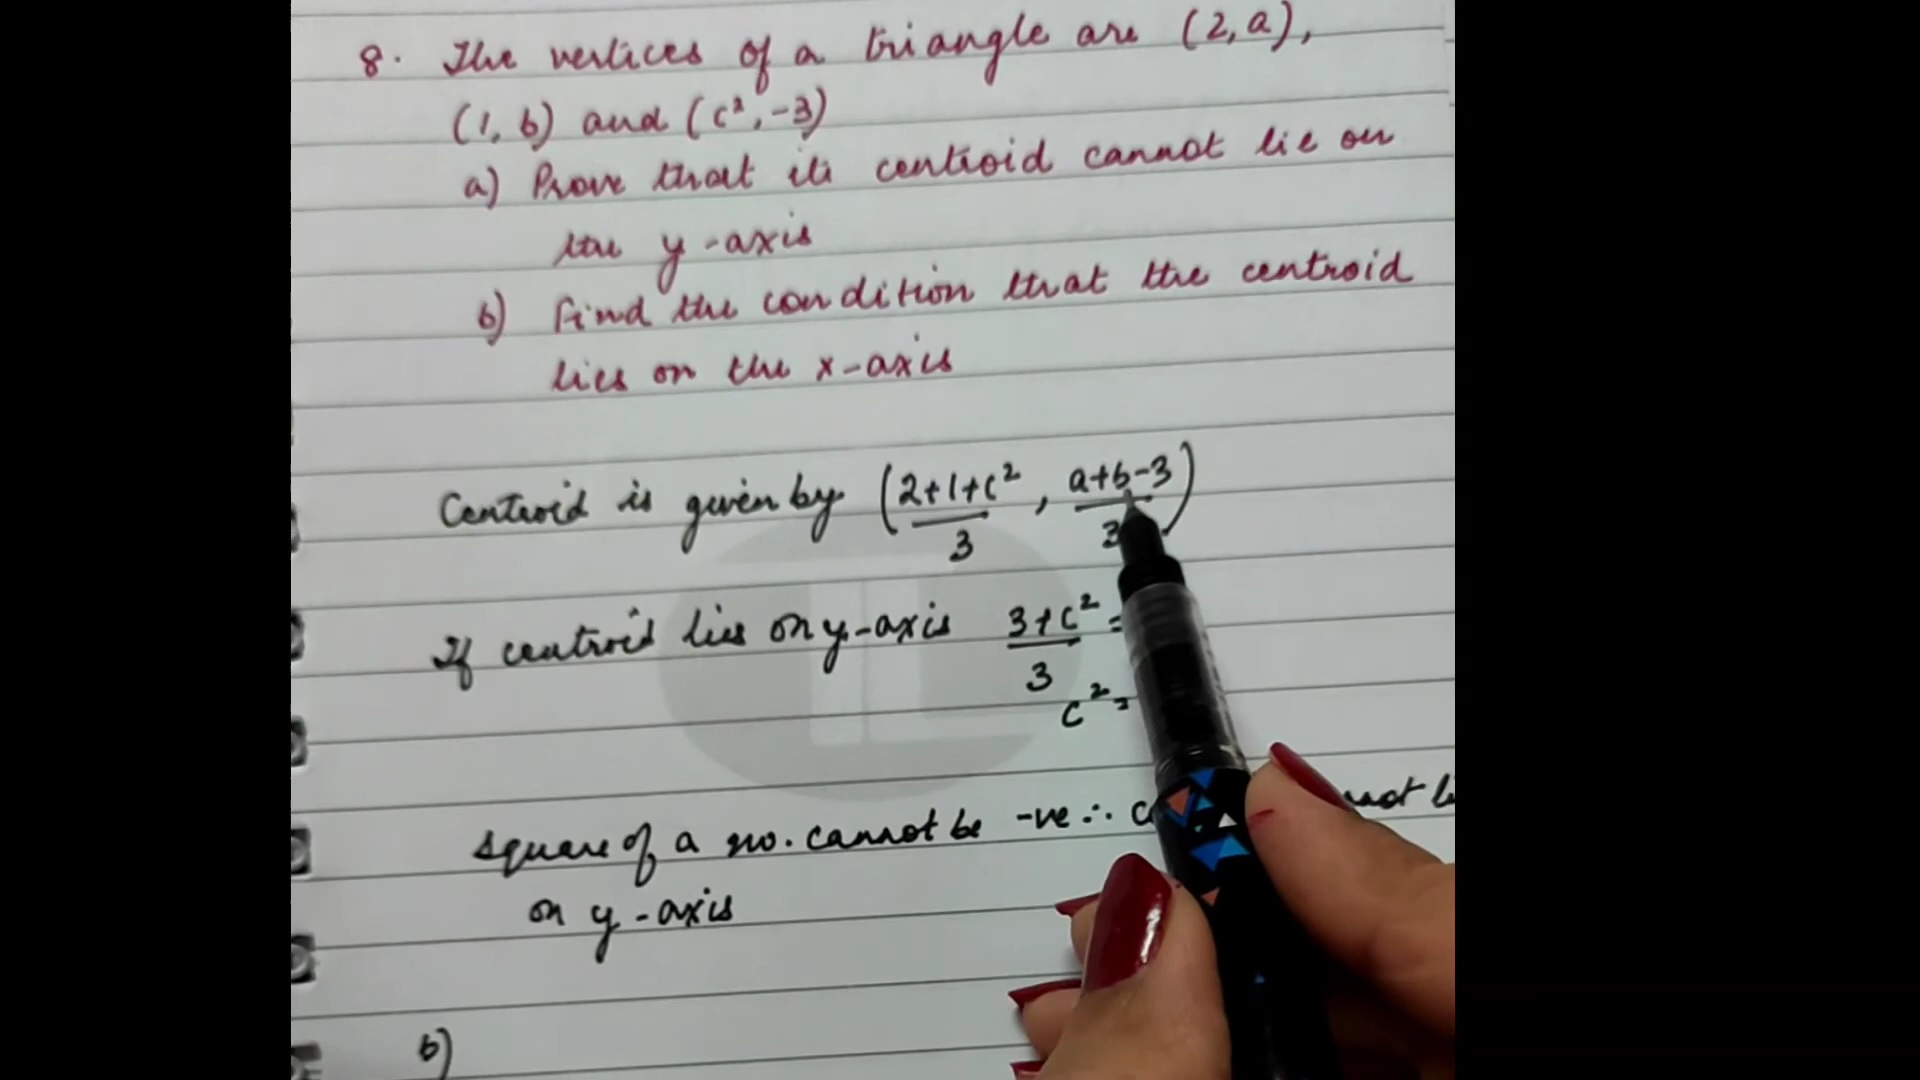 8. The vertices of a triangle are (2, a),
(1, b) and (c², -3)
a) Prove that its centroid cannot lie on
the y-axis
b) Find the condition that the centroid
lies on the x-axis
Centroid is given by (2+1+c²/3, a+b-3/3)
If centroid lies on y-axis 3+c²/3 =
c² =
square of a no. cannot be -ve ∴
on y-axis
b)